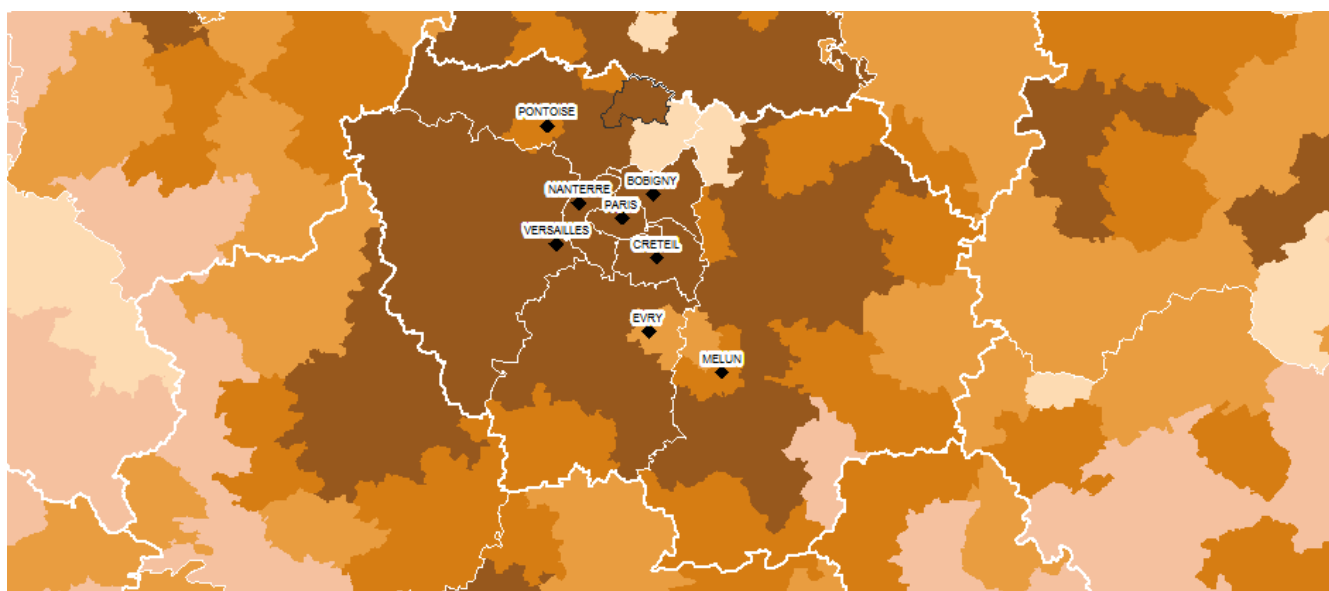 PONTOISE
BOBIGNY
NANTERRE
PARIS
VERSAILLES
CRETEIL
EVRY
MELUN